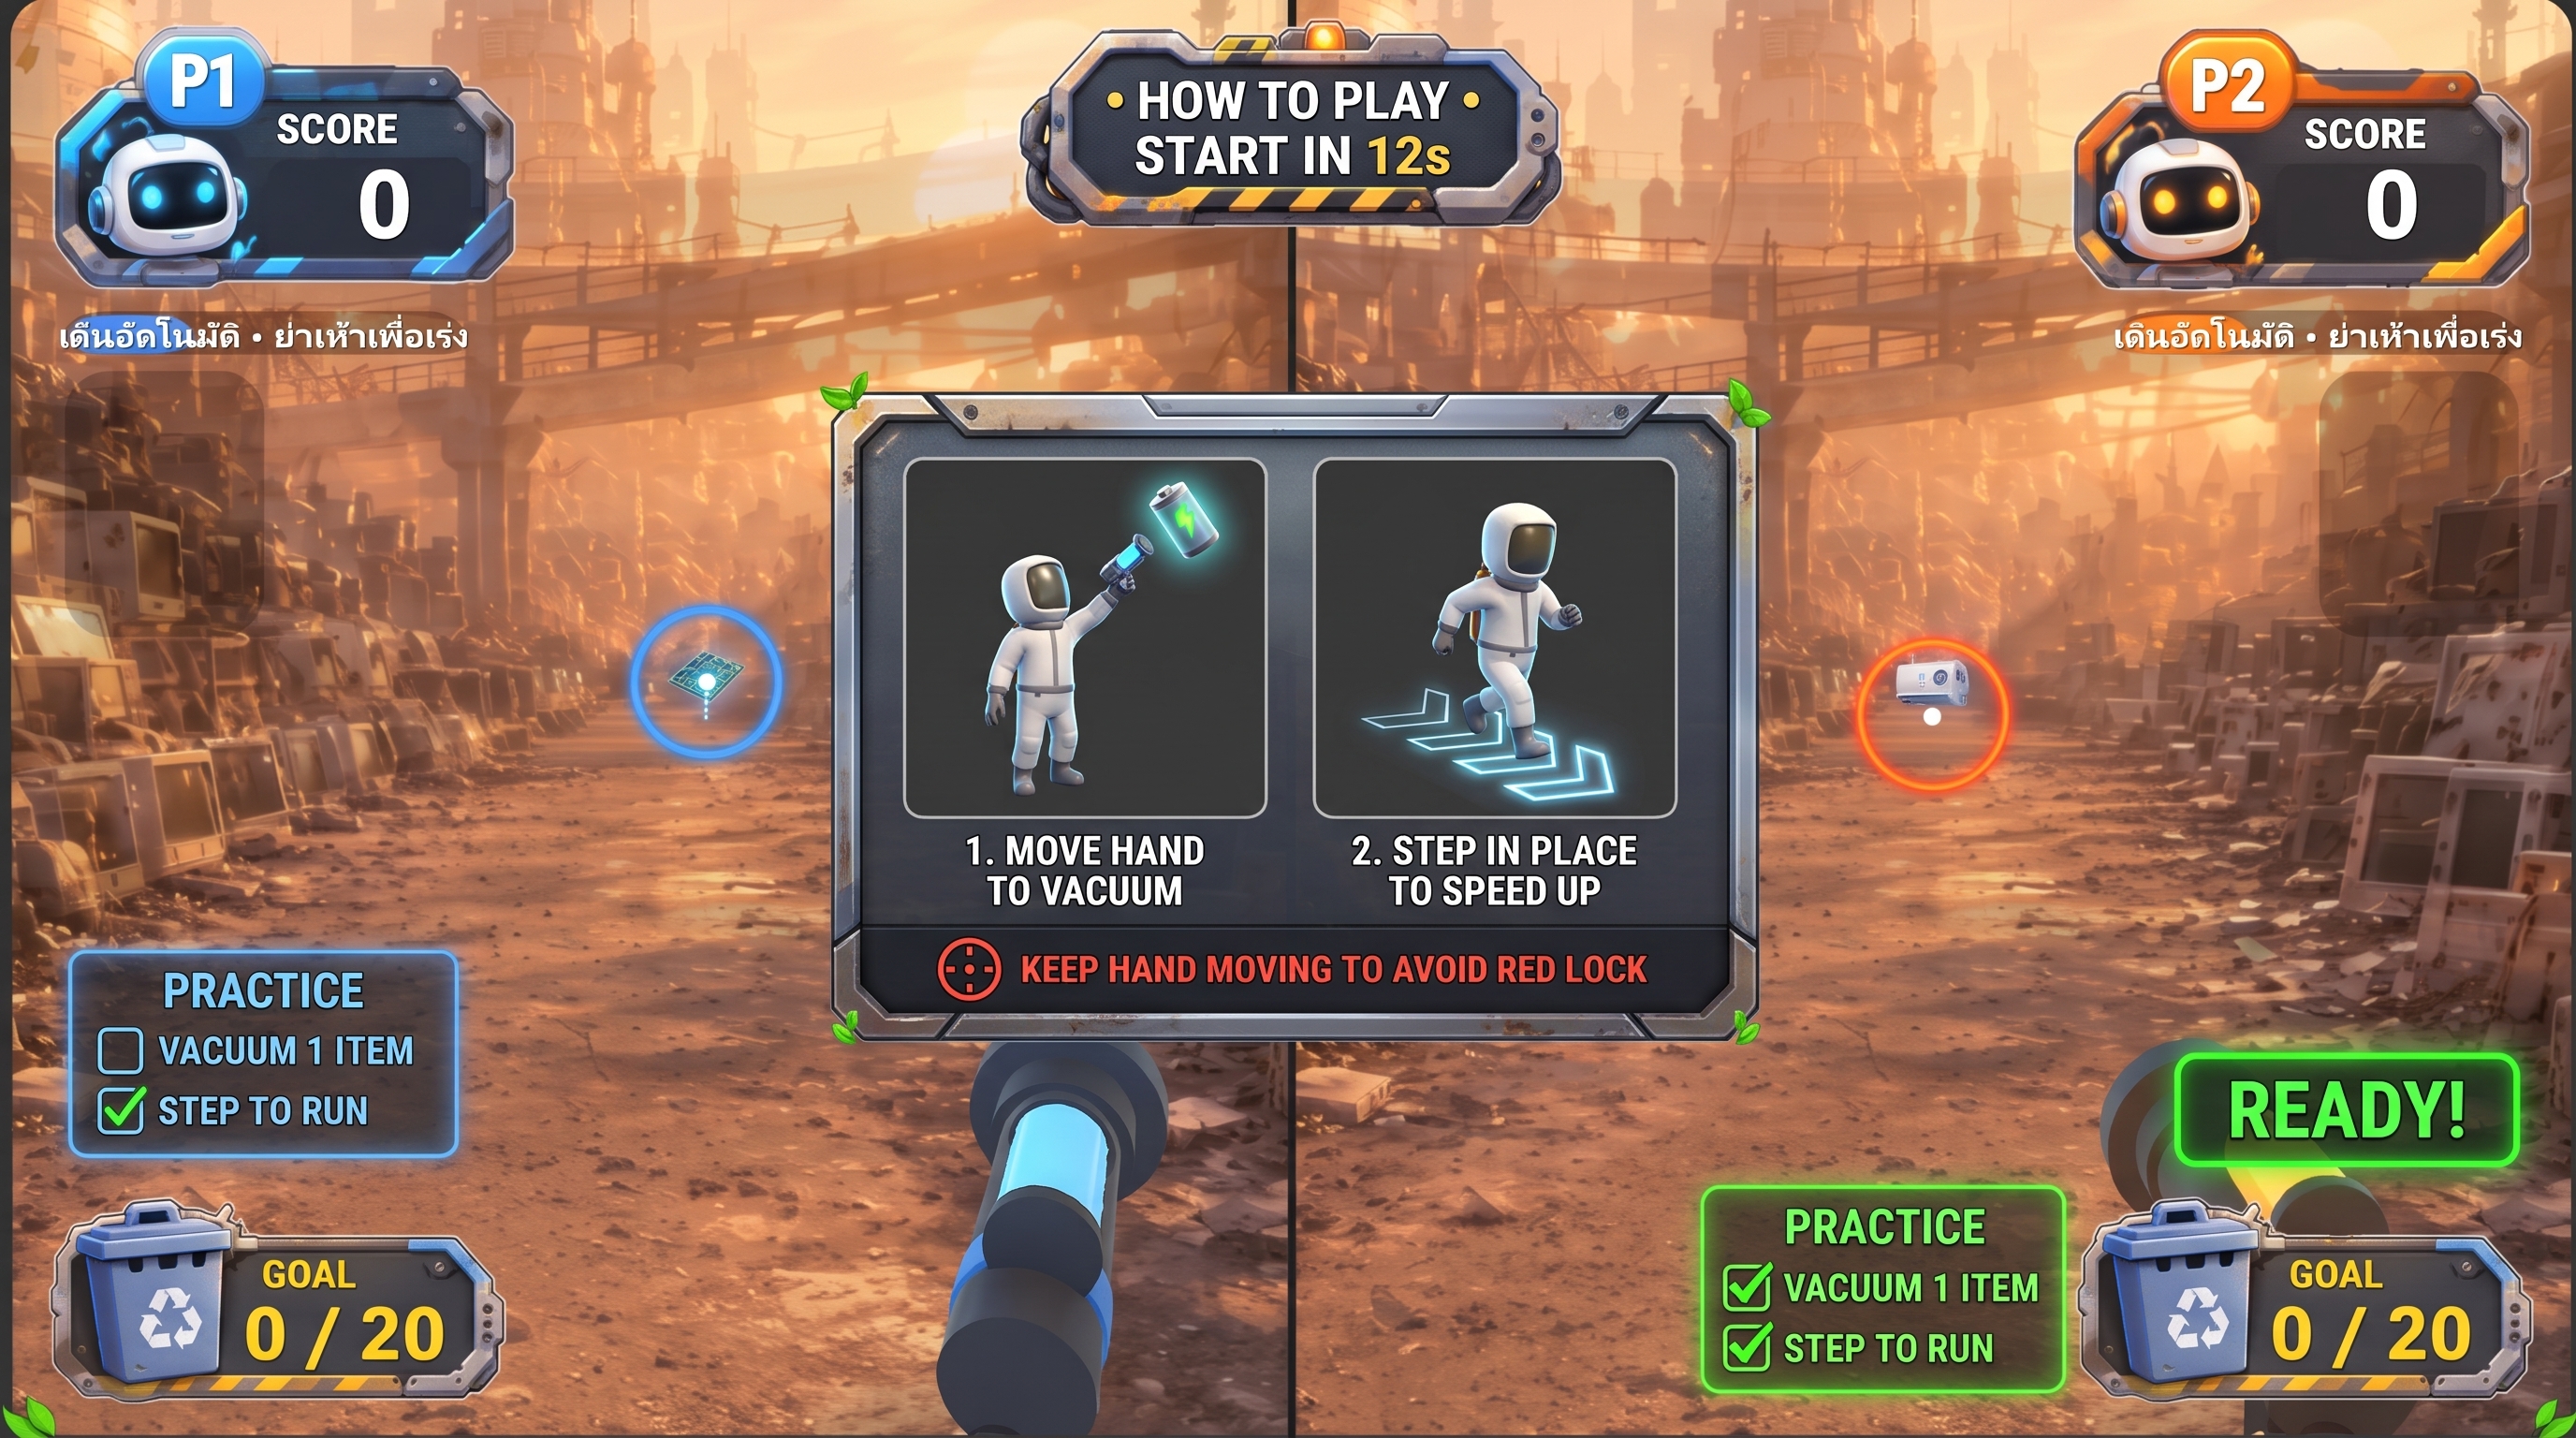 P1
SCORE
0
เดินอัตโนมัติ • ย่าเท้าเพื่อเร่ง
• HOW TO PLAY •
START IN 12s
P2
SCORE
0
เดินอัดโนมัติ • ย่าเห้าเพื่อเร่ง
1. MOVE HAND
TO VACUUM
2. STEP IN PLACE
TO SPEED UP
KEEP HAND MOVING TO AVOID RED LOCK
PRACTICE
VACUUM 1 ITEM
STEP TO RUN
GOAL
0 / 20
READY!
PRACTICE
VACUUM 1 ITEM
STEP TO RUN
GOAL
0 / 20